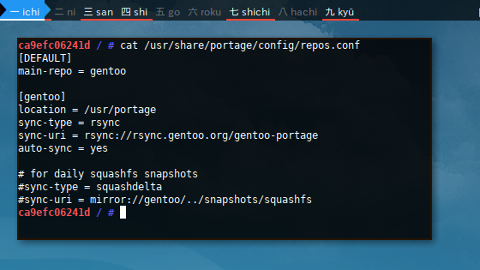 一 ichi 二 ni 三 san 四 shi 五 go 六 roku 七 shichi 八 hachi 九 kyū
ca9efc06241d / # cat /usr/share/portage/config/repos.conf
[DEFAULT]
main-repo = gentoo
[gentoo]
location = /usr/portage
sync-type = rsync
sync-uri = rsync://rsync.gentoo.org/gentoo-portage
auto-sync = yes
# for daily squashfs snapshots
#sync-type = squashdelta
#sync-uri = mirror://gentoo/../snapshots/squashfs
ca9efc06241d / #